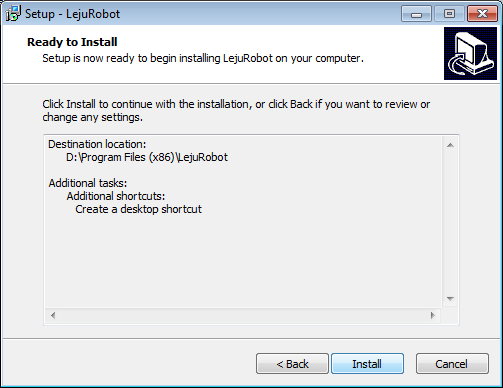 Setup - LejuRobot
Ready to Install
Setup is now ready to begin installing LejuRobot on your computer.
Click Install to continue with the installation, or click Back if you want to review or
change any settings.
Destination location:
D:\Program Files (x86)\LejuRobot
Additional tasks:
Additional shortcuts:
Create a desktop shortcut
< Back
Install
Cancel